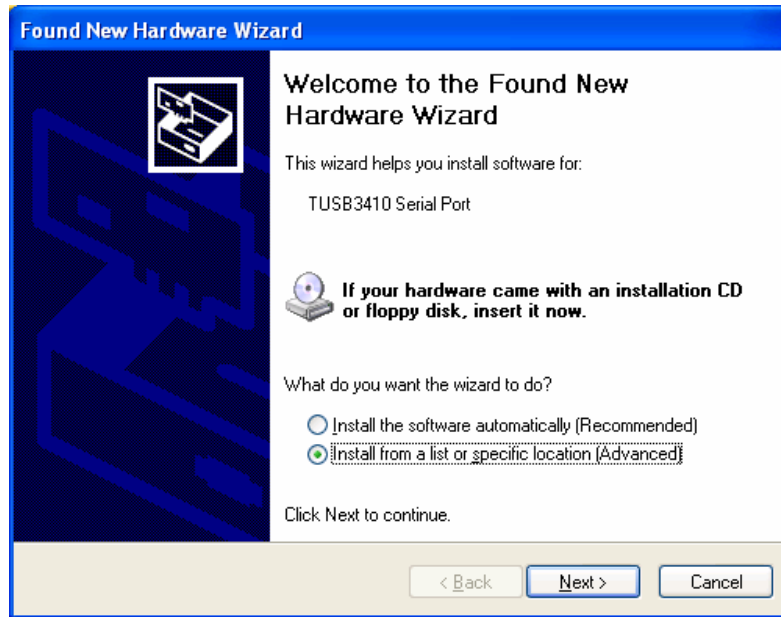 Found New Hardware Wizard
Welcome to the Found New
Hardware Wizard
This wizard helps you install software for:
TUSB3410 Serial Port
If your hardware came with an installation CD
or floppy disk, insert it now.
What do you want the wizard to do?
Install the software automatically (Recommended)
Install from a list or specific location (Advanced)
Click Next to continue.
< Back Next > Cancel